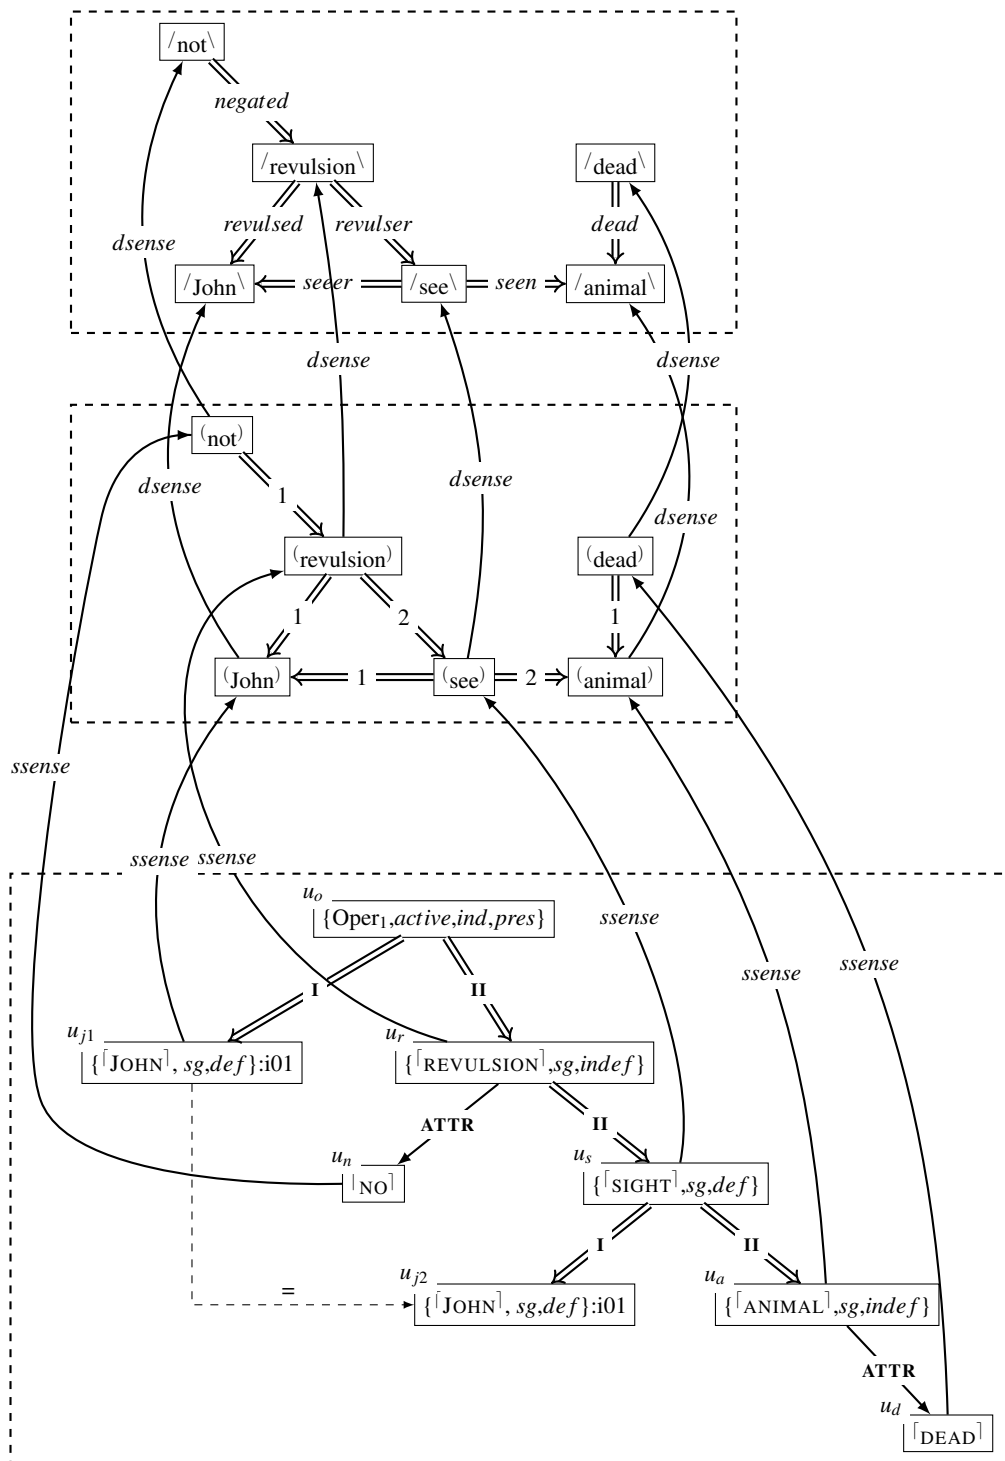 /not\
negated
/revulsion\ /dead\
revulsed revulser dead
dsense
/John\ seeer /see\ seen /animal\
dsense dsense
(not)
dsense dsense
1
dsense
(revulsion) (dead)
1 2 1
(John) 1 (see) 2 (animal)
ssense
ssense ssense
u_o
{Oper₁,active,ind,pres}
ssense
ssense ssense
I II
u_j1 u_r
{⌈JOHN⌉, sg,def}:i01 {⌈REVULSION⌉,sg,indef}
ATTR II
u_n u_s
⌈NO⌉ {⌈SIGHT⌉,sg,def}
I II
u_j2 u_a
=
{⌈JOHN⌉, sg,def}:i01 {⌈ANIMAL⌉,sg,indef}
ATTR
u_d
⌈DEAD⌉